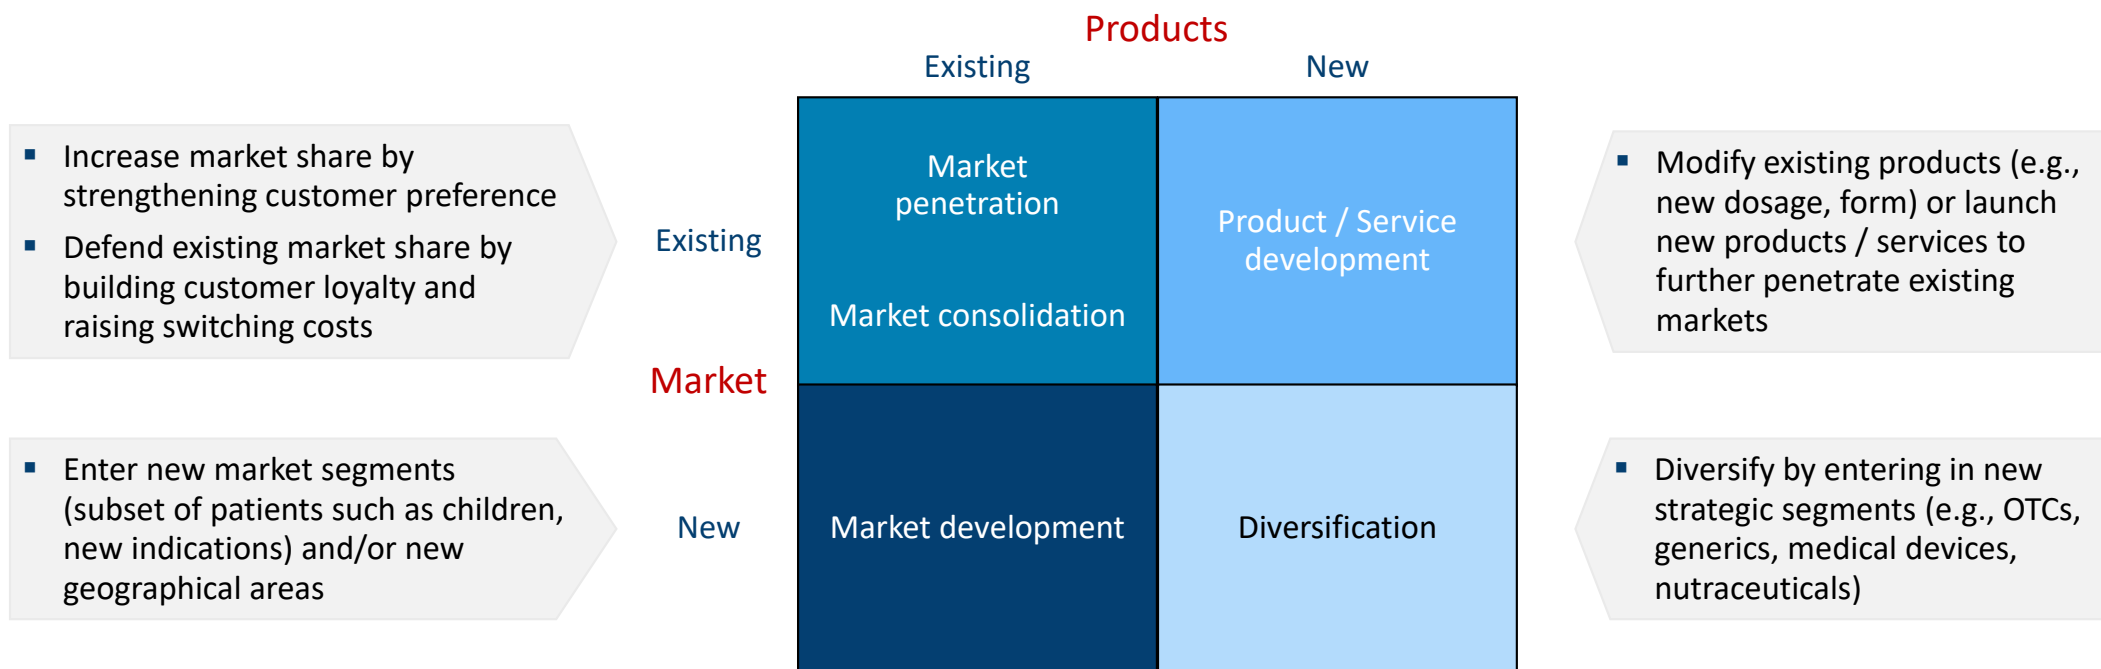 Products
Existing
New
▪ Increase market share by
strengthening customer preference
▪ Defend existing market share by
building customer loyalty and
raising switching costs
Existing
Market
penetration
Market consolidation
Product / Service
development
▪ Modify existing products (e.g.,
new dosage, form) or launch
new products / services to
further penetrate existing
markets
Market
▪ Enter new market segments
(subset of patients such as children,
new indications) and/or new
geographical areas
New
Market development
Diversification
▪ Diversify by entering in new
strategic segments (e.g., OTCs,
generics, medical devices,
nutraceuticals)